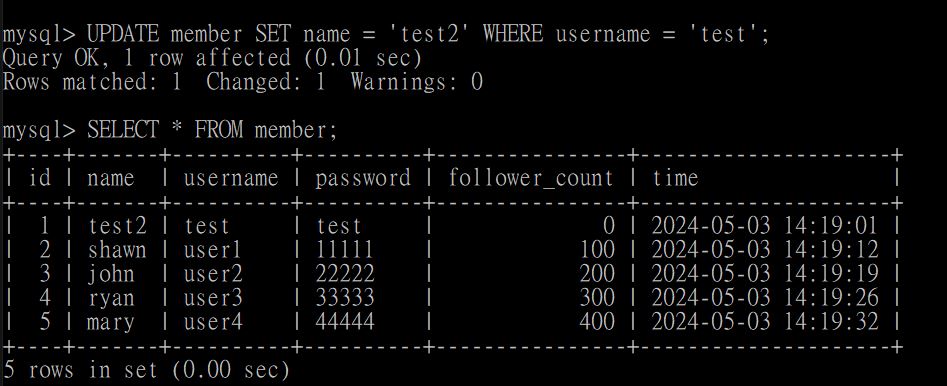 mysql> UPDATE member SET name = 'test2' WHERE username = 'test';
Query OK, 1 row affected (0.01 sec)
Rows matched: 1  Changed: 1  Warnings: 0

mysql> SELECT * FROM member;
+----+-------+----------+----------+----------------+---------------------+
| id | name  | username | password | follower_count | time                |
+----+-------+----------+----------+----------------+---------------------+
|  1 | test2 | test     | test     |              0 | 2024-05-03 14:19:01 |
|  2 | shawn | user1    | 11111    |            100 | 2024-05-03 14:19:12 |
|  3 | john  | user2    | 22222    |            200 | 2024-05-03 14:19:19 |
|  4 | ryan  | user3    | 33333    |            300 | 2024-05-03 14:19:26 |
|  5 | mary  | user4    | 44444    |            400 | 2024-05-03 14:19:32 |
+----+-------+----------+----------+----------------+---------------------+
5 rows in set (0.00 sec)